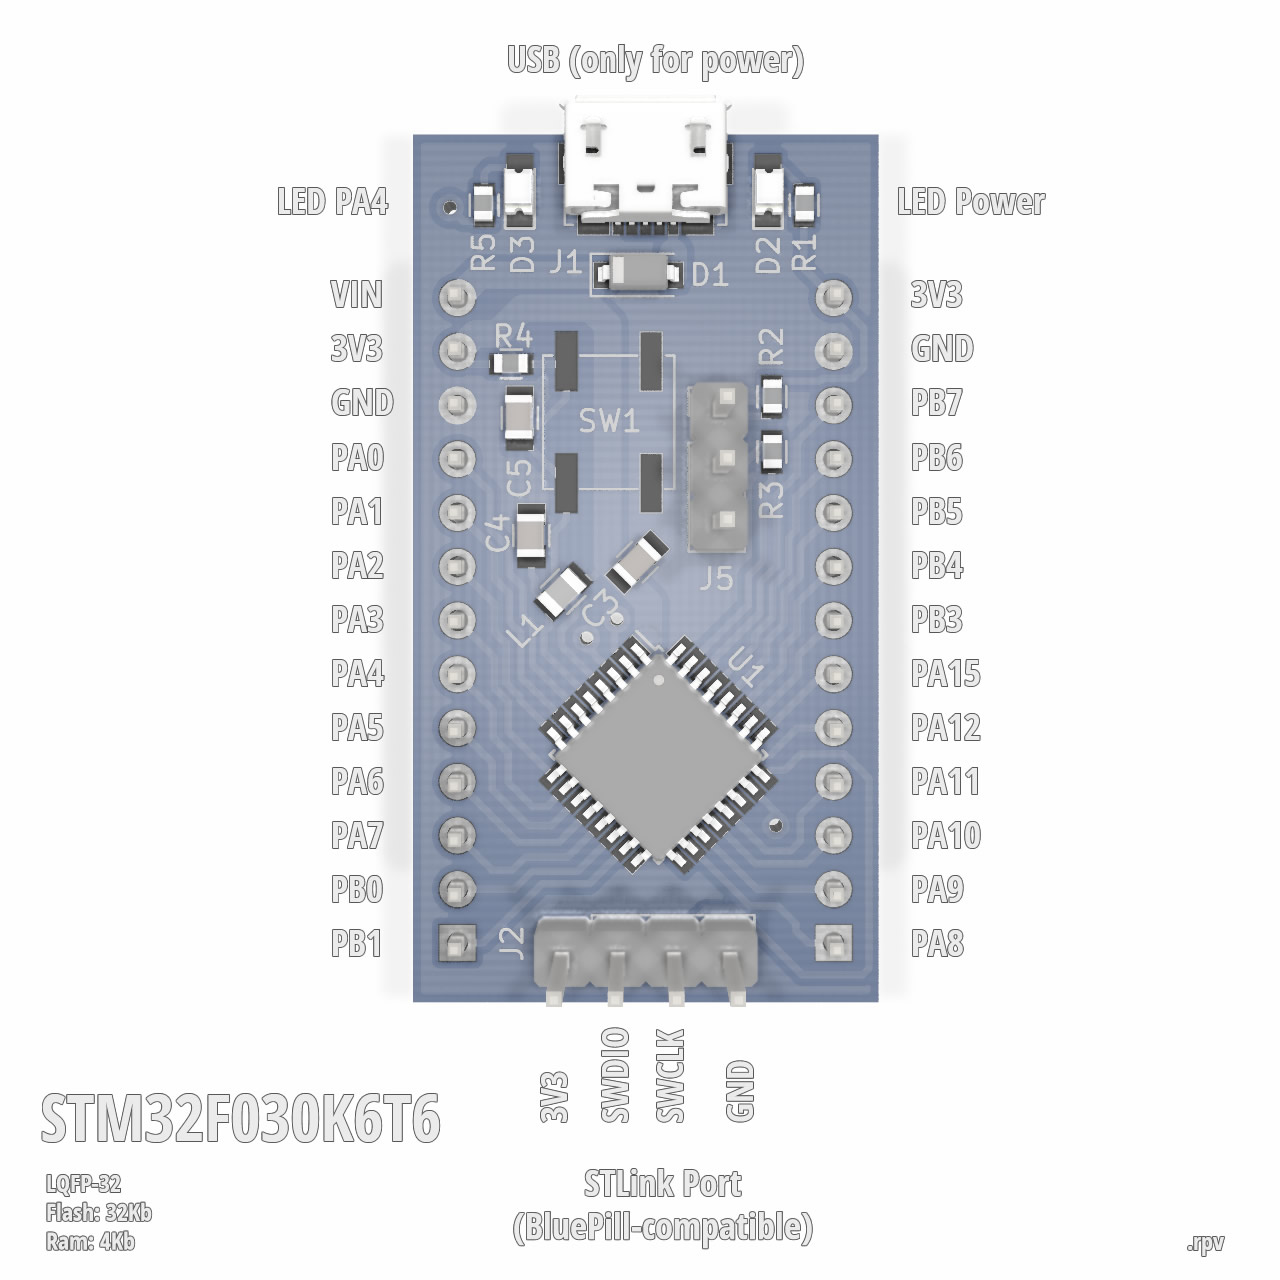 USB (only for power)
LED PA4
LED Power
R5
D3
J1
D1
D2
R1
VIN
3V3
GND
PA0
PA1
PA2
PA3
PA4
PA5
PA6
PA7
PB0
PB1
R4
C5
C4
SW1
L1
C3
R2
R3
J5
U1
J2
3V3
GND
PB7
PB6
PB5
PB4
PB3
PA15
PA12
PA11
PA10
PA9
PA8
3V3
SWDIO
SWCLK
GND
STM32F030K6T6
LQFP-32
Flash: 32Kb
Ram: 4Kb
STLink Port
(BluePill-compatible)
.rpv